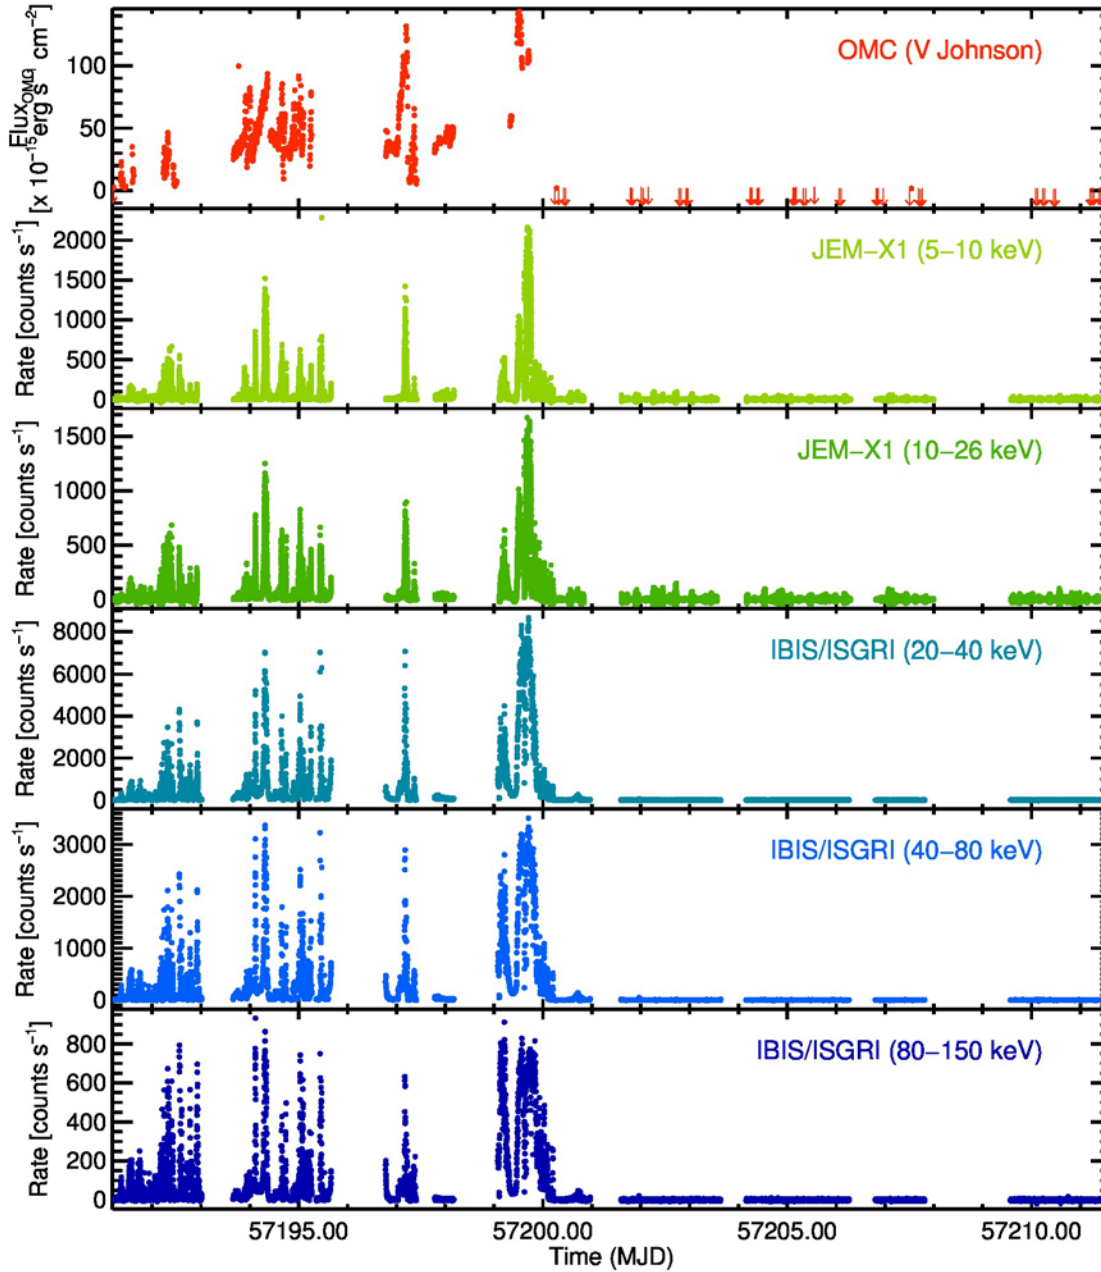 Flux_OMC
[x 10⁻¹⁵erg s⁻¹ cm⁻²]
100
50
0
OMC (V Johnson)
Rate [counts s⁻¹]
2000
1500
1000
500
0
JEM−X1 (5−10 keV)
Rate [counts s⁻¹]
1500
1000
500
0
JEM−X1 (10−26 keV)
Rate [counts s⁻¹]
8000
6000
4000
2000
0
IBIS/ISGRI (20−40 keV)
Rate [counts s⁻¹]
3000
2000
1000
0
IBIS/ISGRI (40−80 keV)
Rate [counts s⁻¹]
800
600
400
200
0
IBIS/ISGRI (80−150 keV)
57195.00 57200.00 57205.00 57210.00
Time (MJD)